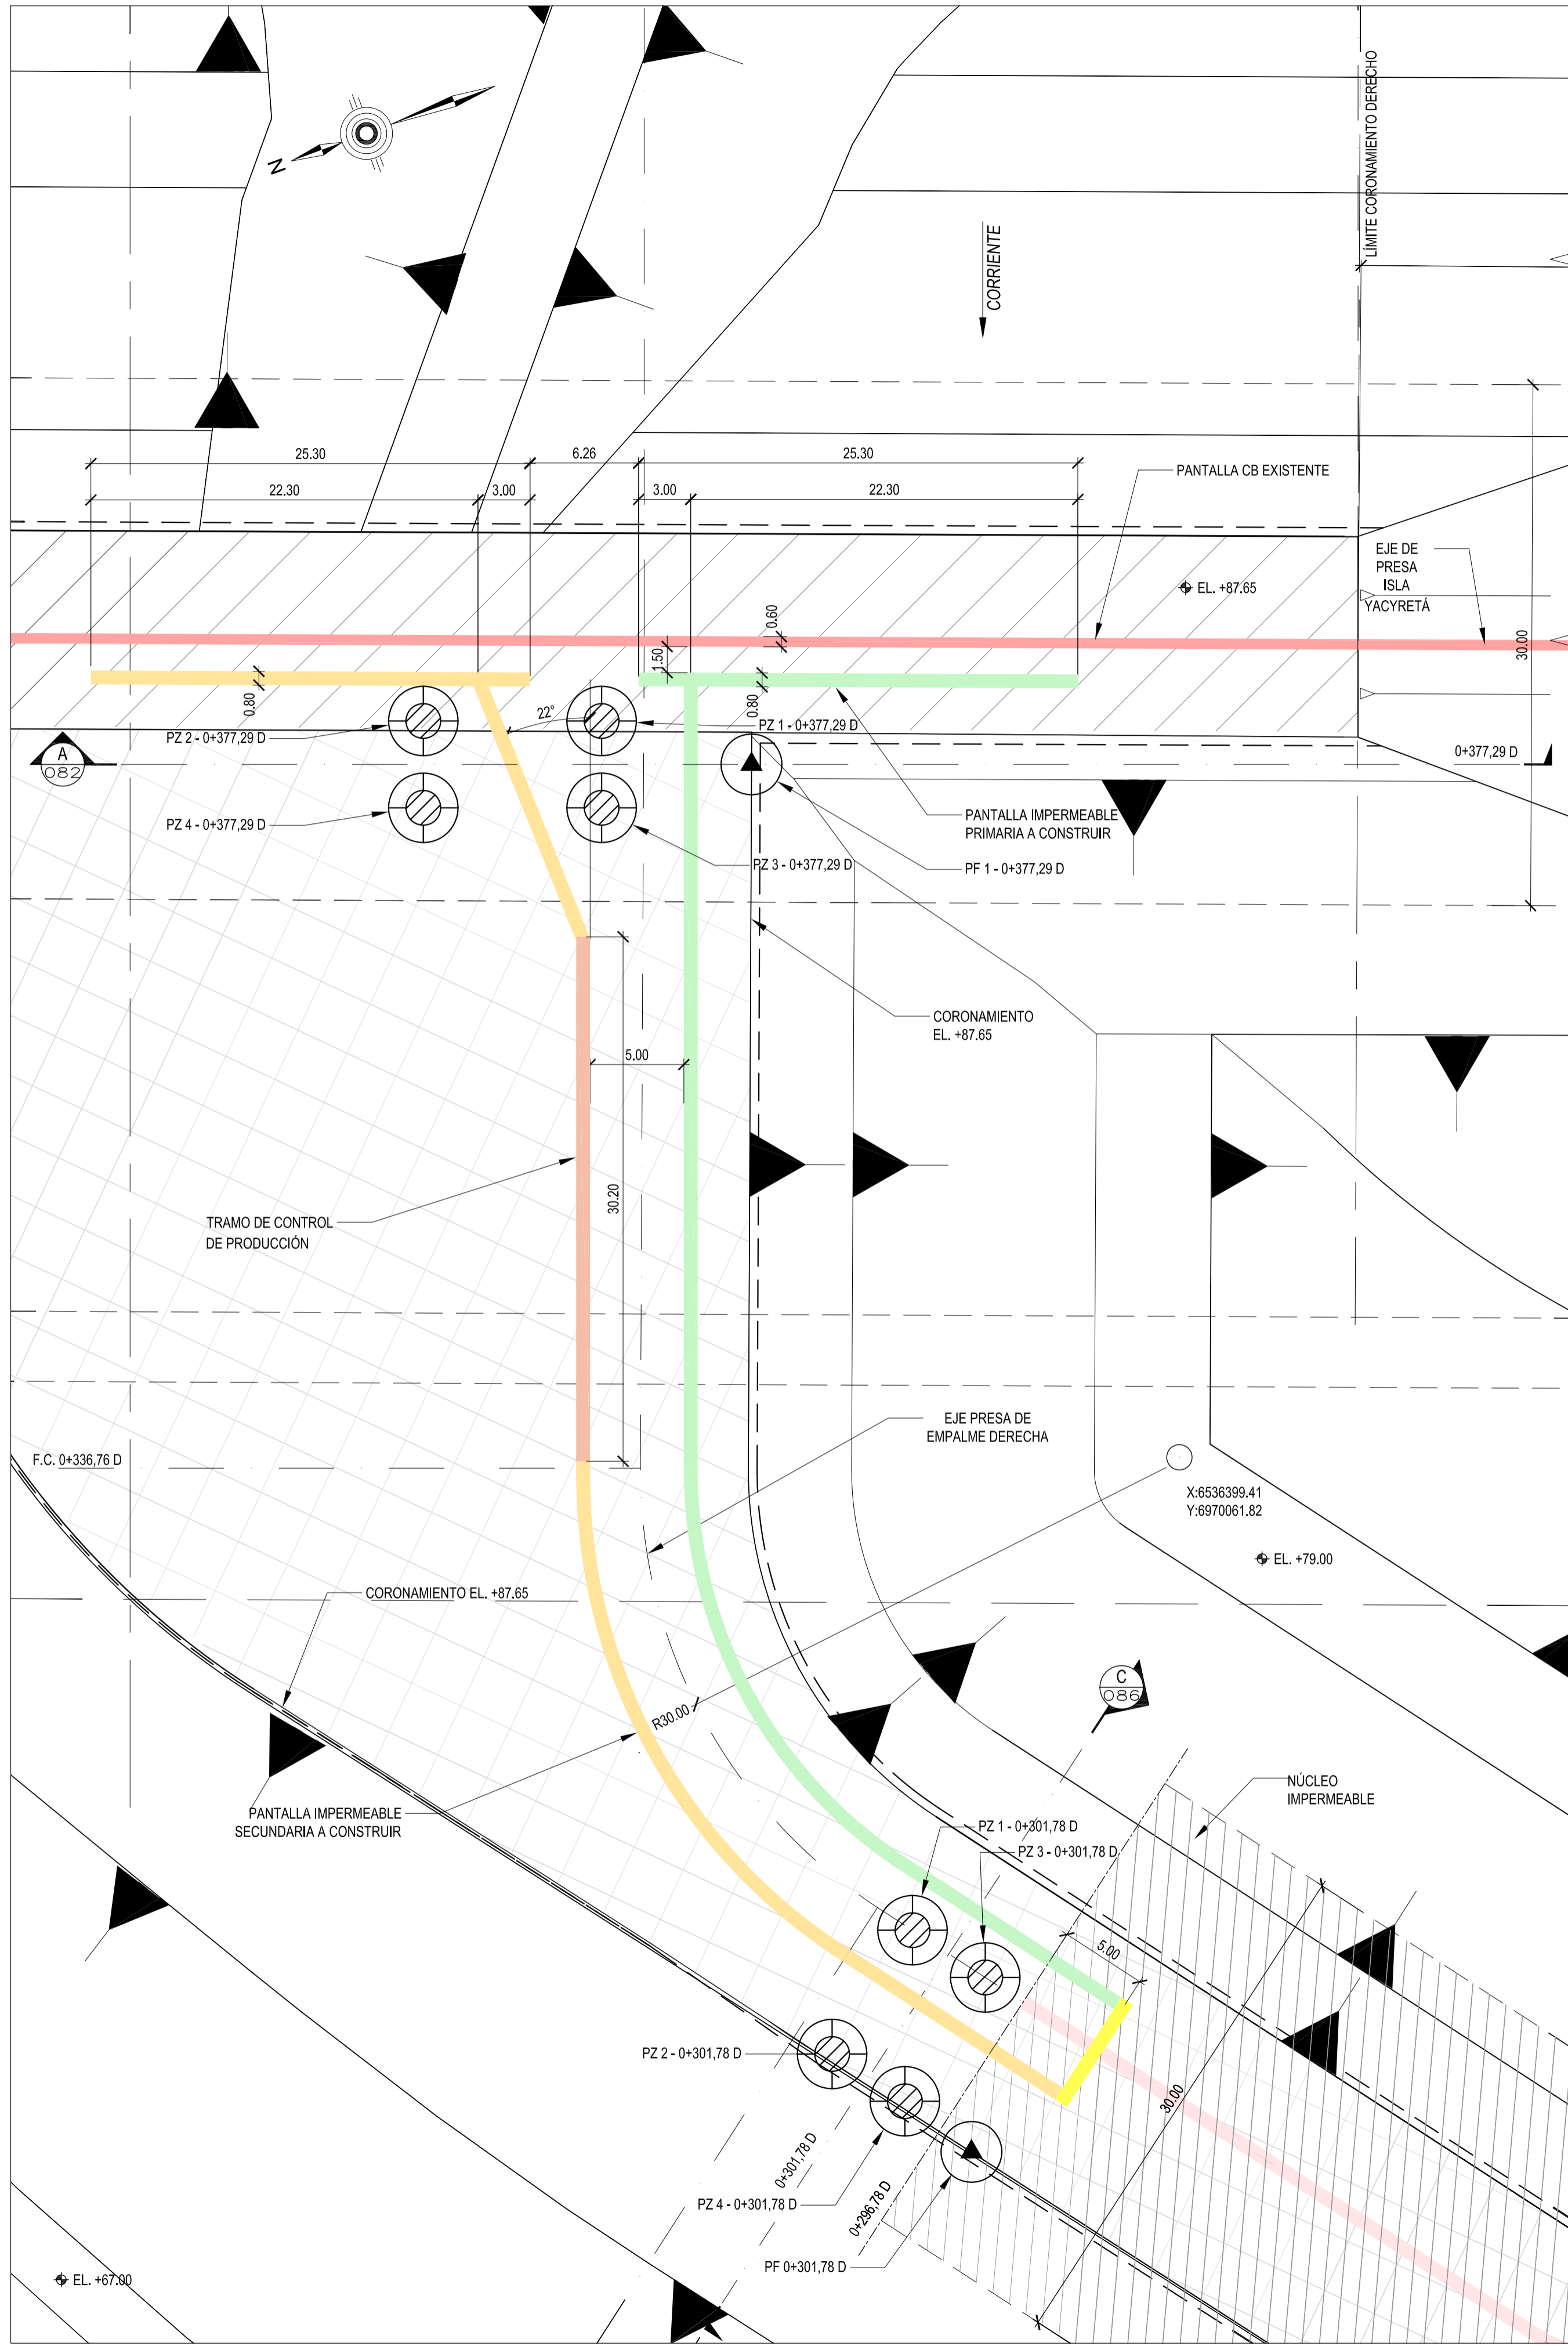 LÍMITE CORONAMIENTO DERECHO
N
CORRIENTE
25.30
6.26
25.30
PANTALLA CB EXISTENTE
22.30
3.00
3.00
22.30
EJE DE
PRESA
ISLA
YACYRETÁ
EL. +87.65
0.60
1.50
30.00
0.80
0.80
22°
PZ 2 - 0+377,29 D
PZ 1 - 0+377,29 D
A
082
0+377,29 D
PZ 4 - 0+377,29 D
PANTALLA IMPERMEABLE
PRIMARIA A CONSTRUIR
PZ 3 - 0+377,29 D
PF 1 - 0+377,29 D
CORONAMIENTO
EL. +87.65
5.00
30.20
TRAMO DE CONTROL
DE PRODUCCIÓN
EJE PRESA DE
EMPALME DERECHA
F.C. 0+336,76 D
X:6536399.41
Y:6970061.82
EL. +79.00
CORONAMIENTO EL. +87.65
C
086
R30.00
NÚCLEO
IMPERMEABLE
PANTALLA IMPERMEABLE
SECUNDARIA A CONSTRUIR
PZ 1 - 0+301,78 D
PZ 3 - 0+301,78 D
5.00
PZ 2 - 0+301,78 D
30.00
0+301,78 D
PZ 4 - 0+301,78 D
0+296,78 D
PF 0+301,78 D
EL. +67.00